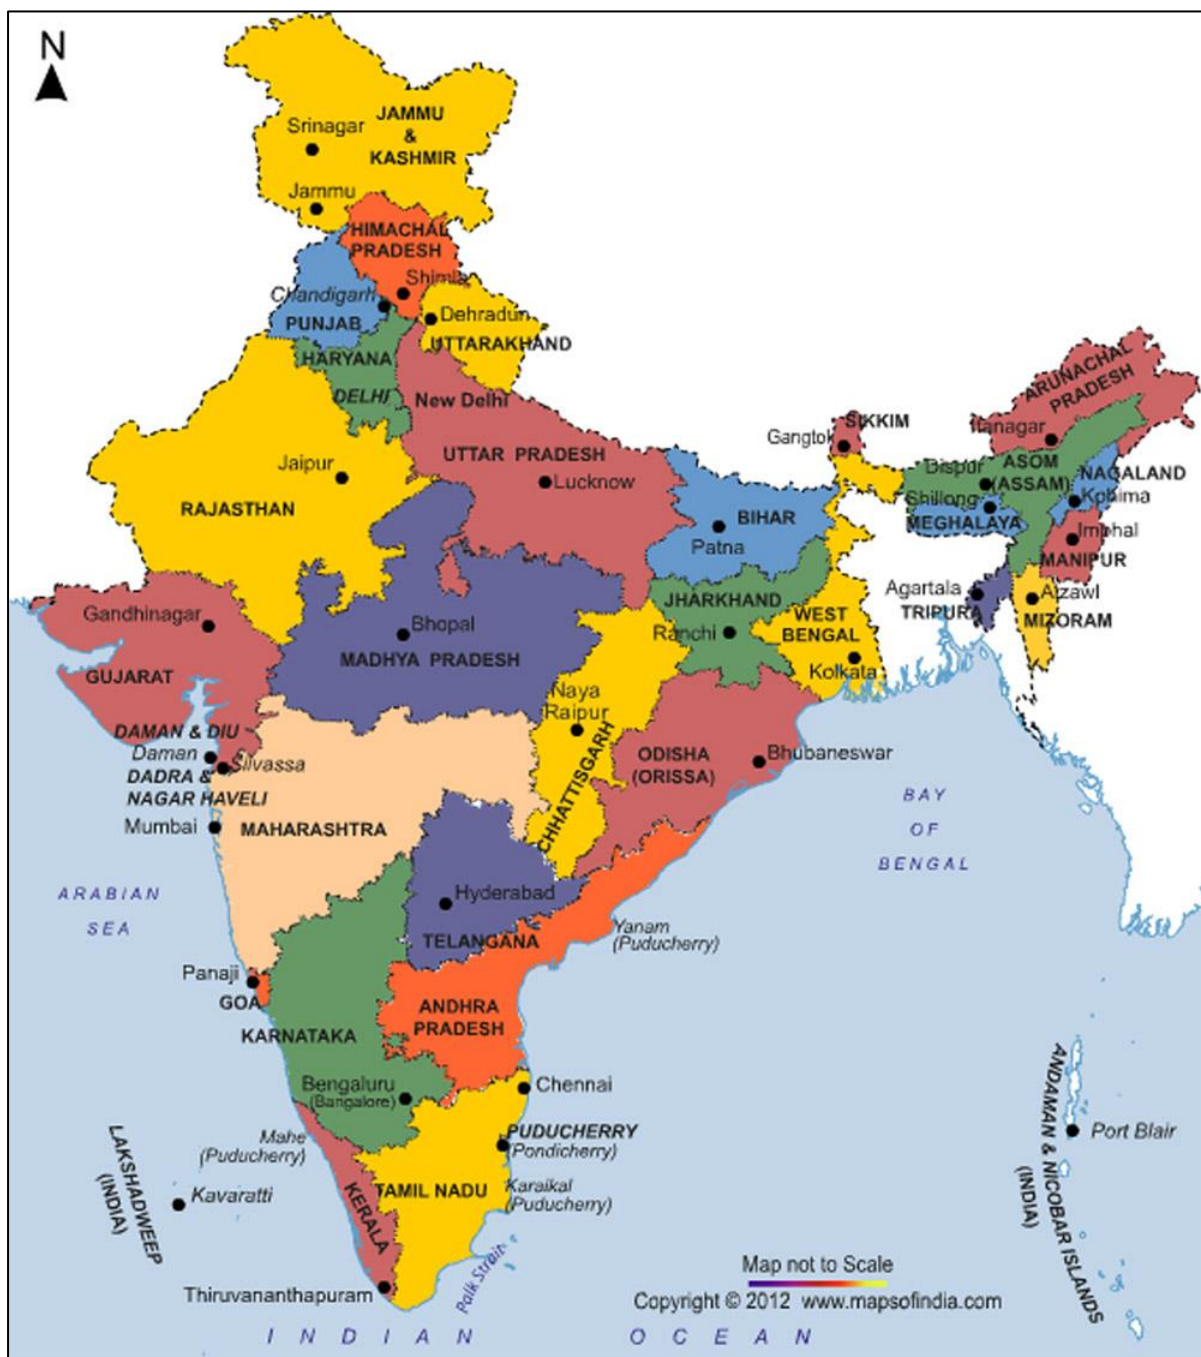 N
JAMMU
&
KASHMIR
Srinagar
Jammu
HIMACHAL
PRADESH
Shimla
Chandigarh
PUNJAB
Dehradun
UTTARAKHAND
HARYANA
DELHI
New Delhi
ARUNACHAL
PRADESH
Itanagar
SIKKIM
Gangtok
UTTAR PRADESH
Lucknow
Jaipur
RAJASTHAN
Dispur
ASOM
(ASSAM)
NAGALAND
Kohima
Shillong
MEGHALAYA
Imphal
MANIPUR
BIHAR
Patna
Agartala
TRIPURA
Aizawl
MIZORAM
JHARKHAND
Ranchi
WEST
BENGAL
Kolkata
Gandhinagar
GUJARAT
Bhopal
MADHYA PRADESH
Naya
Raipur
CHHATTISGARH
ODISHA
(ORISSA)
Bhubaneswar
DAMAN & DIU
Daman
Silvassa
DADRA &
NAGAR HAVELI
Mumbai
MAHARASHTRA
BAY
OF
BENGAL
ARABIAN
SEA
Hyderabad
TELANGANA
Yanam
(Puducherry)
Panaji
GOA
KARNATAKA
ANDHRA
PRADESH
Bengaluru
(Bangalore)
Chennai
Mahe
(Puducherry)
PUDUCHERRY
(Pondicherry)
Karaikal
(Puducherry)
TAMIL NADU
KERALA
LAKSHADWEEP
(INDIA)
Kavaratti
Thiruvananthapuram
Palk Strait
ANDAMAN & NICOBAR ISLANDS
(INDIA)
Port Blair
Map not to Scale
Copyright © 2012 www.mapsofindia.com
INDIAN OCEAN